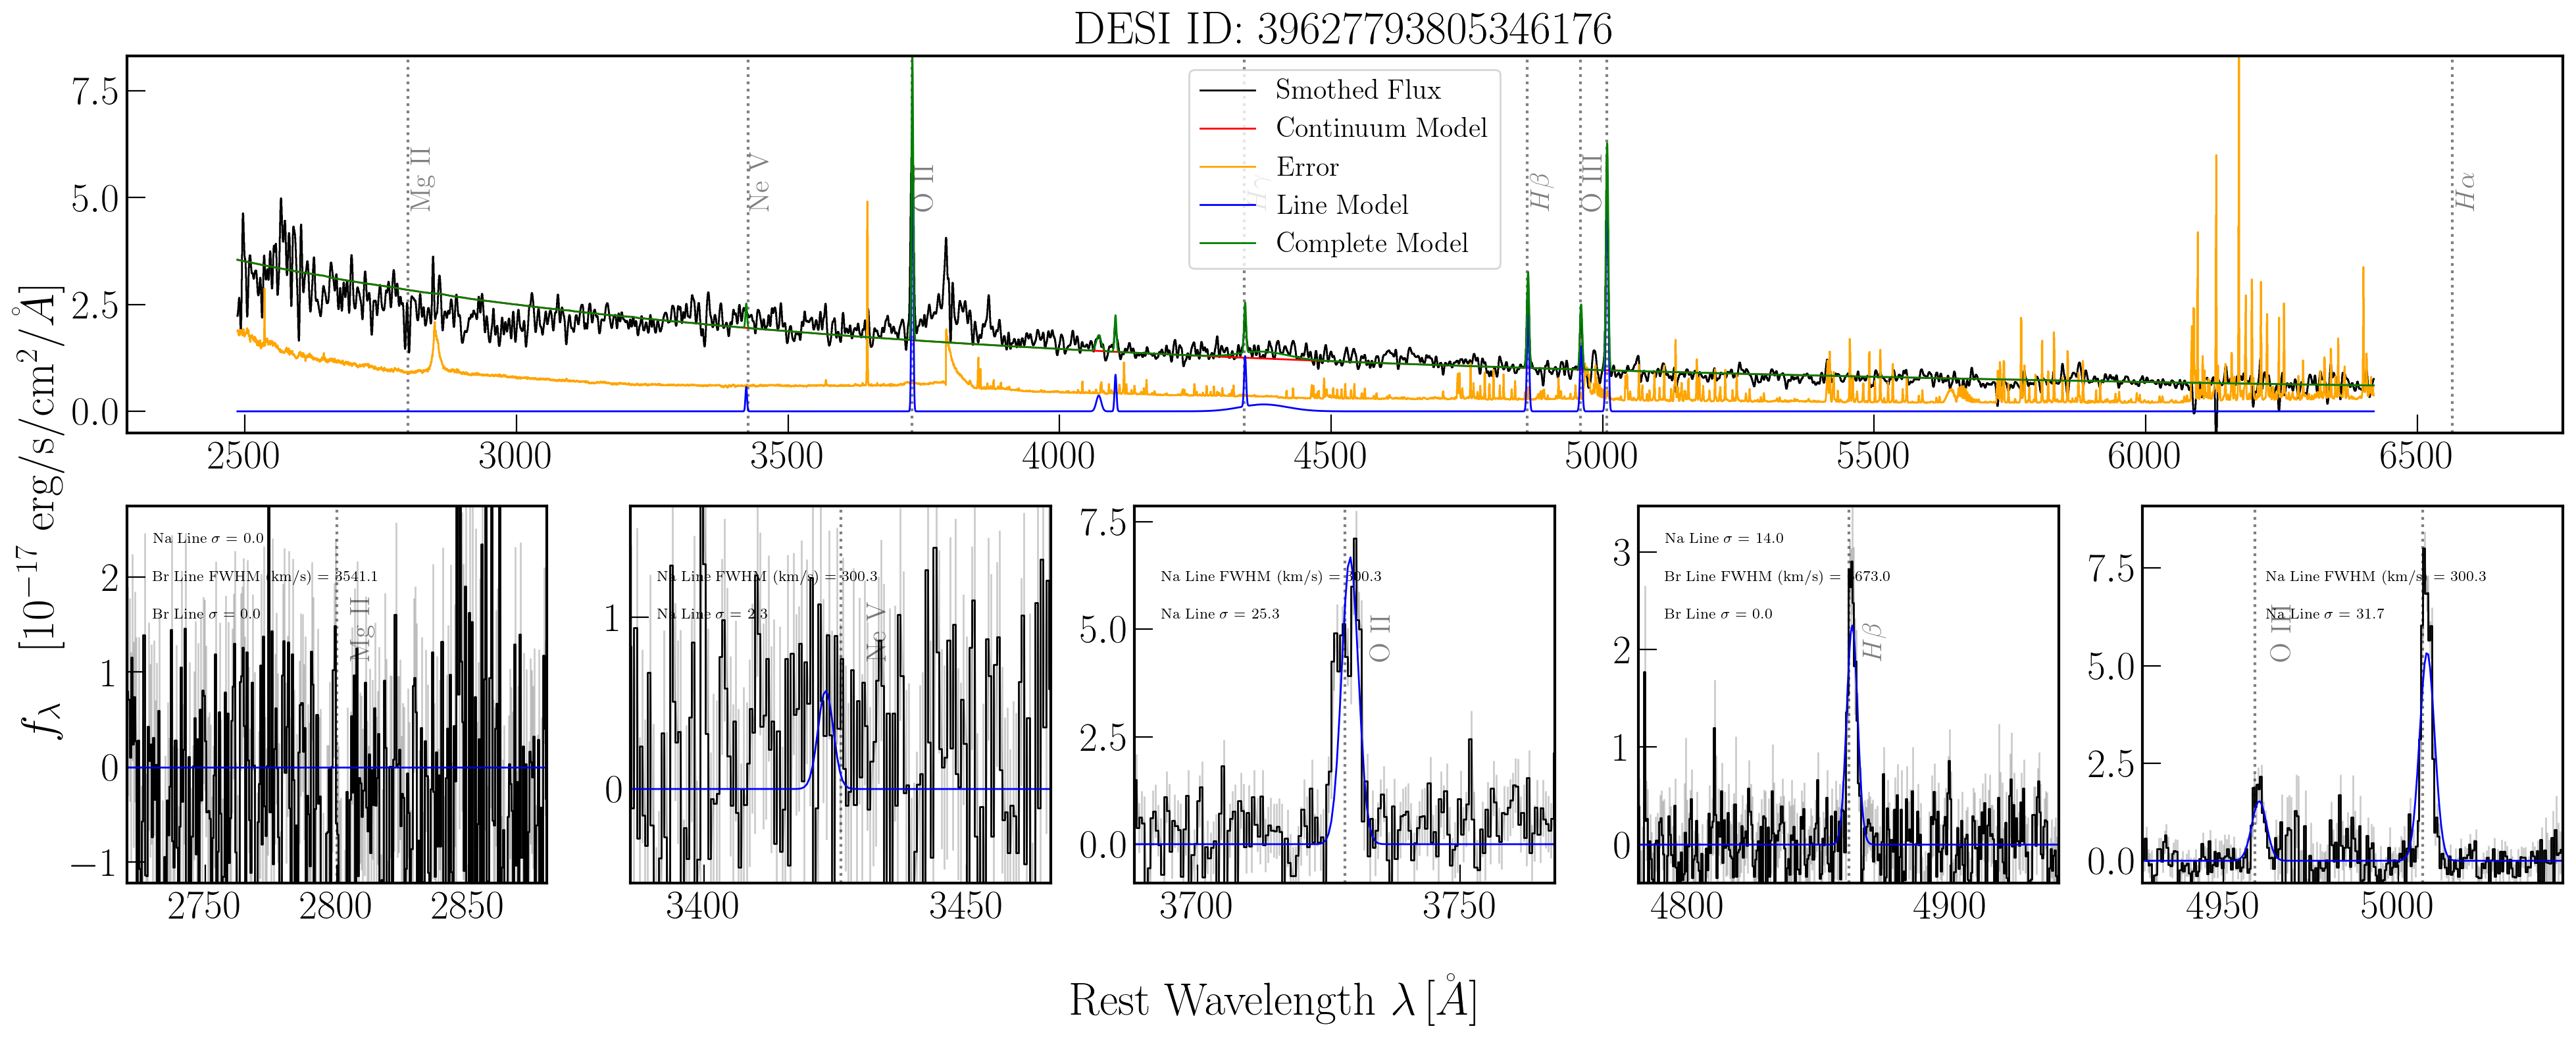 DESI ID: 39627793805346176
Smothed Flux
Continuum Model
Error
Line Model
Complete Model
Mg II
Ne V
O II
Hγ
Hβ
O III
Hα
7.5
5.0
2.5
0.0
2500 3000 3500 4000 4500 5000 5500 6000 6500
fλ [10⁻¹⁷ erg/s/cm²/Å]
Na Line σ = 0.0
Br Line FWHM (km/s) = 3541.1
Br Line σ = 0.0
Mg II
2
1
0
−1
2750 2800 2850
Na Line FWHM (km/s) = 300.3
Na Line σ = 2.3
Ne V
1
0
3400 3450
Na Line FWHM (km/s) = 300.3
Na Line σ = 25.3
O II
7.5
5.0
2.5
0.0
3700 3750
Na Line σ = 14.0
Br Line FWHM (km/s) = 673.0
Br Line σ = 0.0
Hβ
3
2
1
0
4800 4900
Na Line FWHM (km/s) = 300.3
Na Line σ = 31.7
O III
7.5
5.0
2.5
0.0
4950 5000
Rest Wavelength λ [Å]